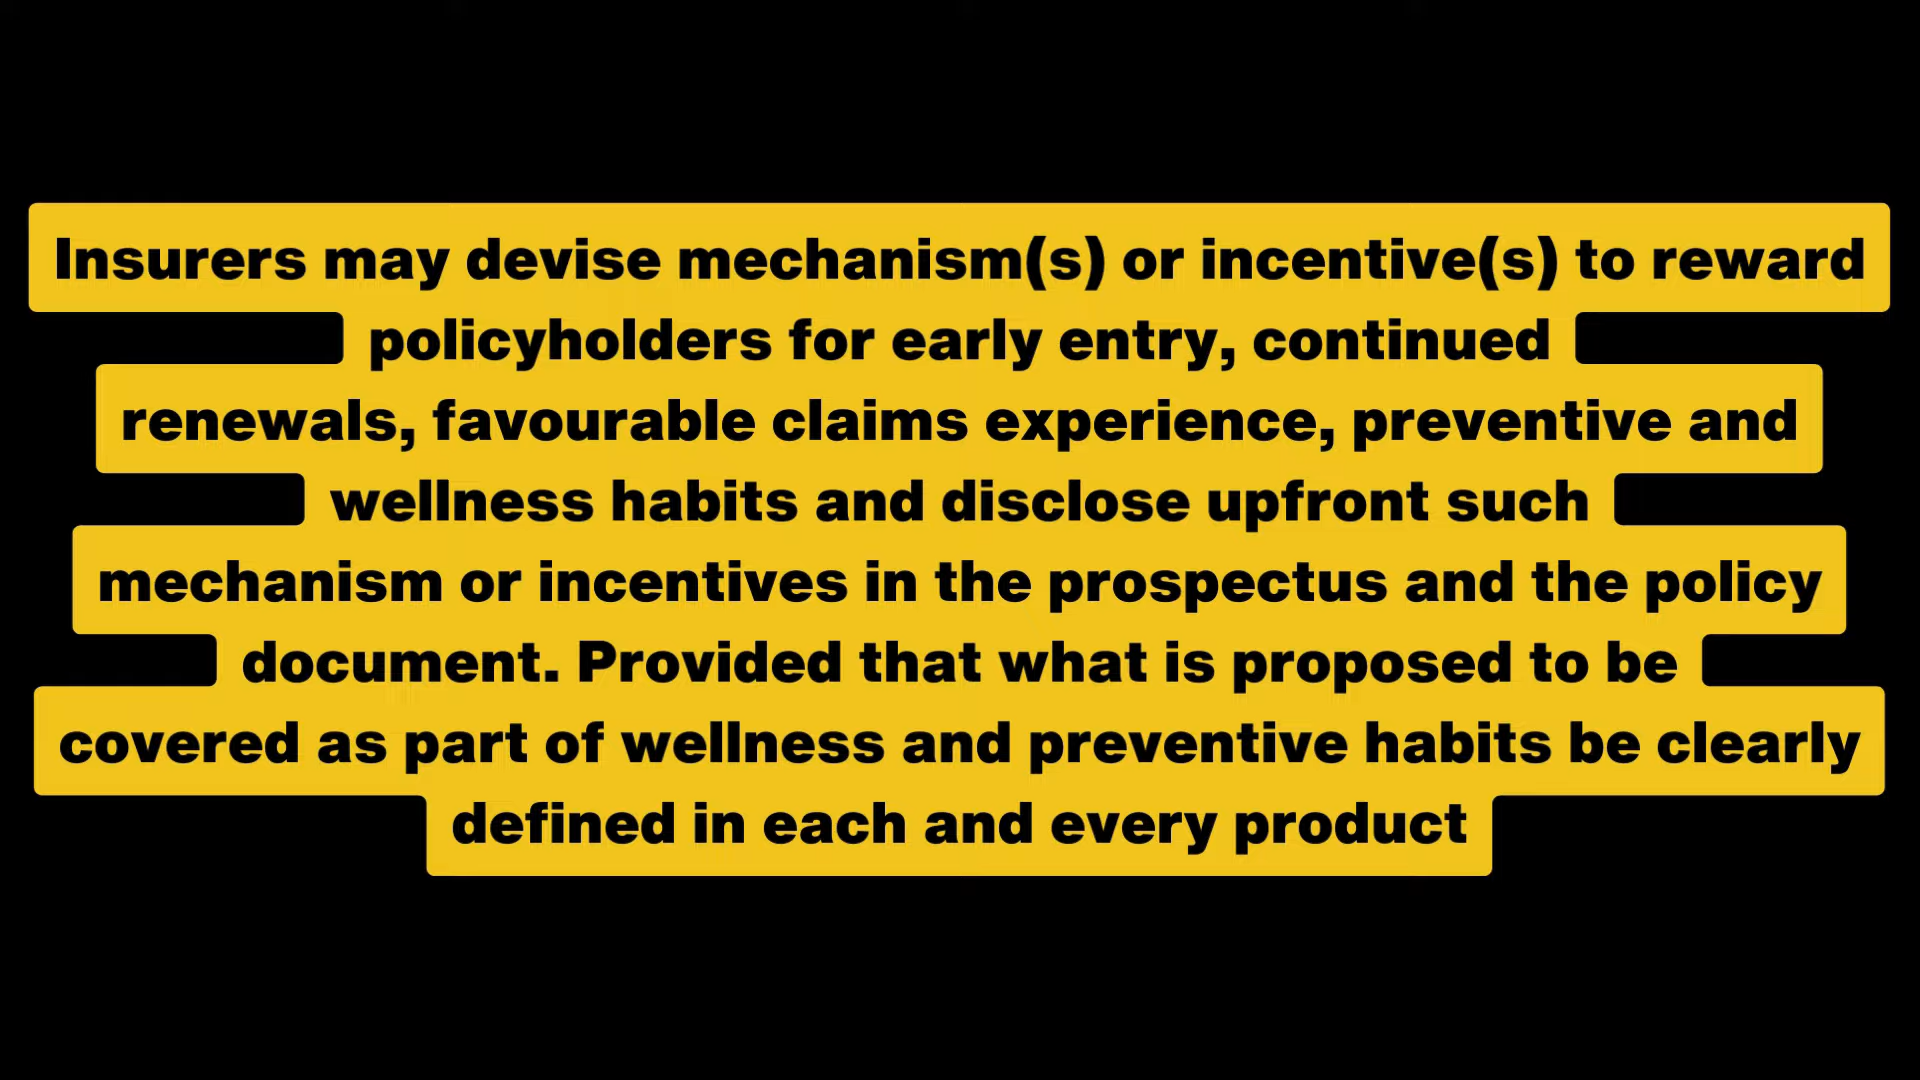 Insurers may devise mechanism(s) or incentive(s) to reward
policyholders for early entry, continued
renewals, favourable claims experience, preventive and
wellness habits and disclose upfront such
mechanism or incentives in the prospectus and the policy
document. Provided that what is proposed to be
covered as part of wellness and preventive habits be clearly
defined in each and every product